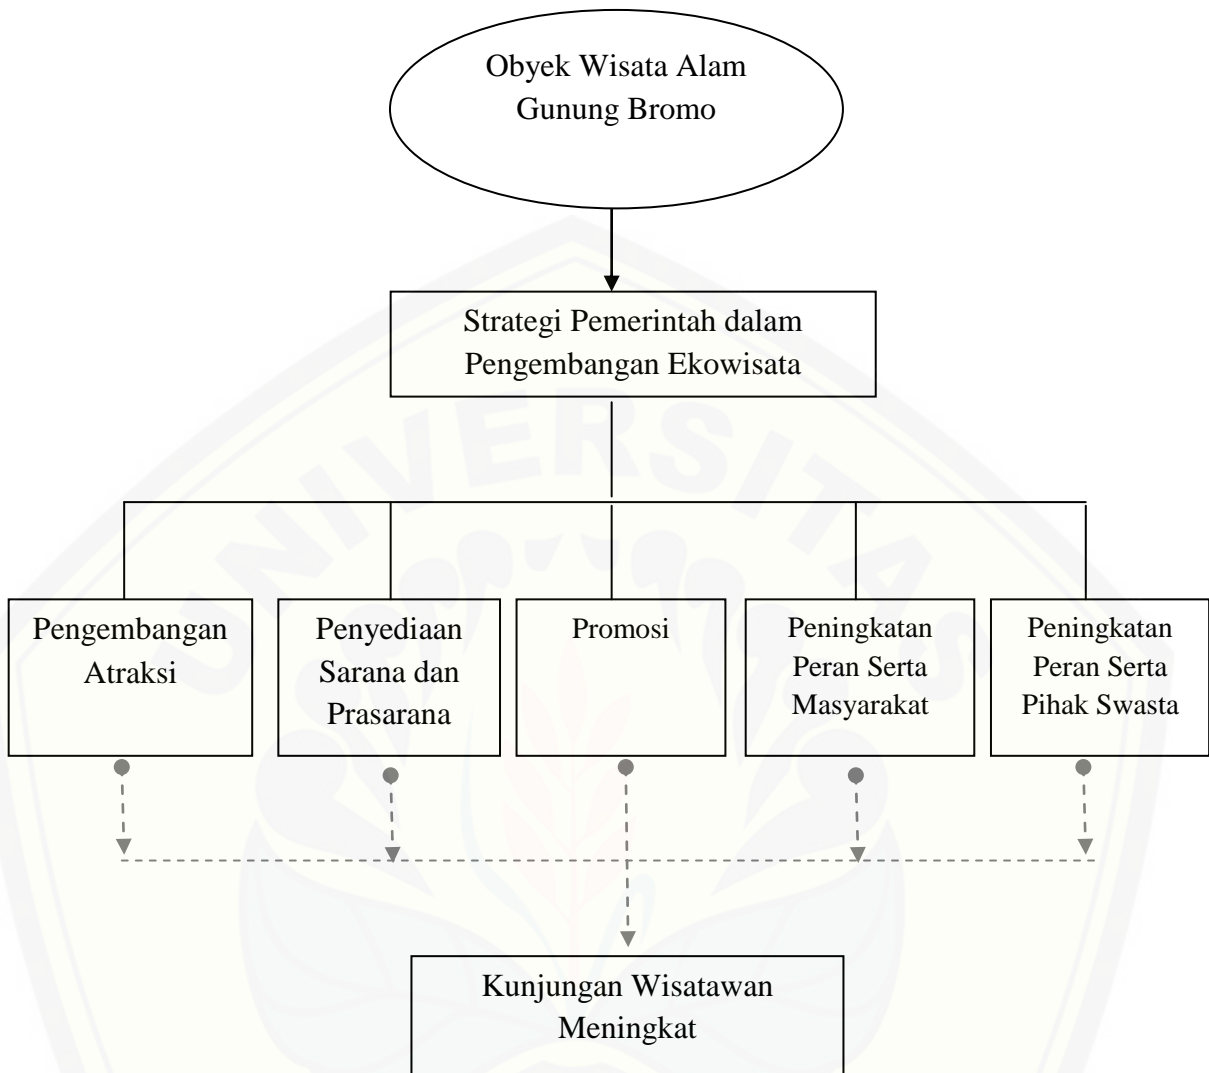 Obyek Wisata Alam
Gunung Bromo
Strategi Pemerintah dalam
Pengembangan Ekowisata
UNIVERSITAS
Pengembangan
Atraksi
Penyediaan
Sarana dan
Prasarana
Promosi
Peningkatan
Peran Serta
Masyarakat
Peningkatan
Peran Serta
Pihak Swasta
Kunjungan Wisatawan
Meningkat